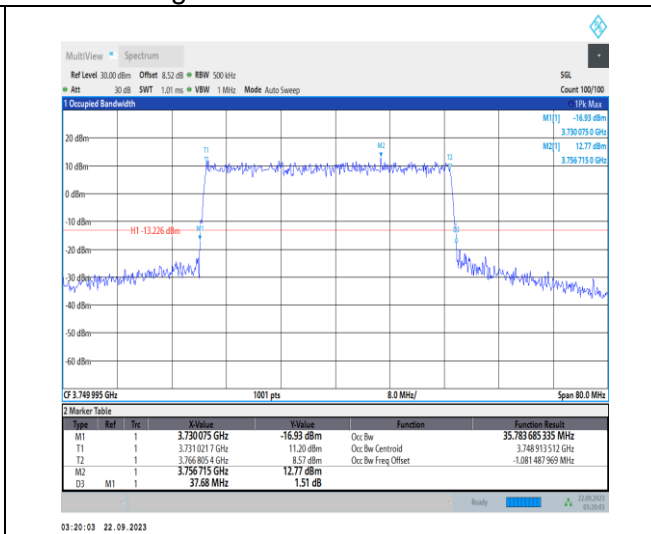 MultiView Spectrum
Ref Level 30.00 dBm Offset 8.52 dB RBW 500 kHz SGL
Att 30 dB SWT 1.01 ms VBW 1 MHz Mode Auto Sweep Count 100/100
1 Occupied Bandwidth 1Pk Max
M1[1] -16.93 dBm
3.730 075 0 GHz
20 dBm M2[1] 12.77 dBm
3.756 715 0 GHz
T1 M2 T2
10 dBm
0 dBm
-10 dBm
H1 -13.226 dBm M1 D3
-20 dBm
-30 dBm
-40 dBm
-50 dBm
-60 dBm
CF 3.749 995 GHz 1001 pts 8.0 MHz/ Span 80.0 MHz
2 Marker Table
Type Ref Trc X-Value Y-Value Function Function Result
M1 1 3.730 075 GHz -16.93 dBm Occ Bw 35.783 685 335 MHz
T1 1 3.731 021 7 GHz 11.20 dBm Occ Bw Centroid 3.748 913 512 GHz
T2 1 3.766 805 4 GHz 8.57 dBm Occ Bw Freq Offset -1.081 487 969 MHz
M2 1 3.756 715 GHz 12.77 dBm
D3 M1 1 37.68 MHz 1.51 dB
Ready 22.09.2023
03:20:03
03:20:03 22.09.2023